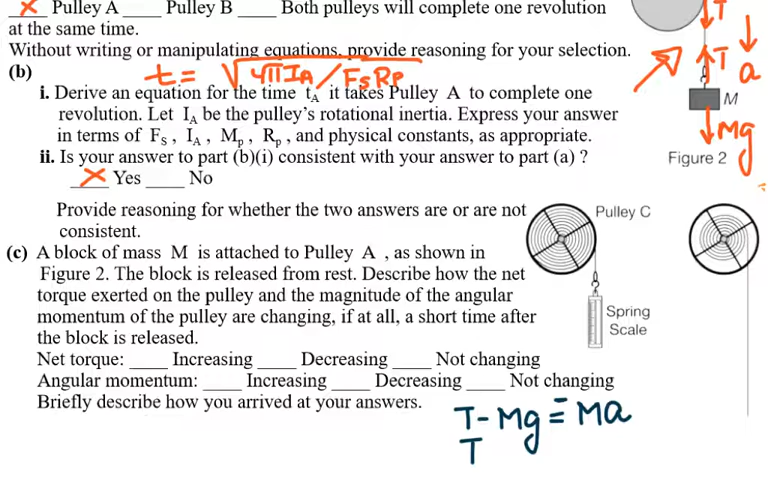 X Pulley A ____ Pulley B ____ Both pulleys will complete one revolution
at the same time.
Without writing or manipulating equations, provide reasoning for your selection.
(b)
t = √4πI_A / F_S R_P
i. Derive an equation for the time t_A it takes Pulley A to complete one
revolution. Let I_A be the pulley's rotational inertia. Express your answer
in terms of F_S , I_A , M_p , R_p , and physical constants, as appropriate.
ii. Is your answer to part (b)(i) consistent with your answer to part (a) ?
X Yes ____ No
Provide reasoning for whether the two answers are or are not
consistent.
(c) A block of mass M is attached to Pulley A , as shown in
Figure 2. The block is released from rest. Describe how the net
torque exerted on the pulley and the magnitude of the angular
momentum of the pulley are changing, if at all, a short time after
the block is released.
Net torque: ____ Increasing ____ Decreasing ____ Not changing
Angular momentum: ____ Increasing ____ Decreasing ____ Not changing
Briefly describe how you arrived at your answers.
T - Mg = Ma
T
T
T
a
M
Mg
Figure 2
Pulley C
Spring
Scale